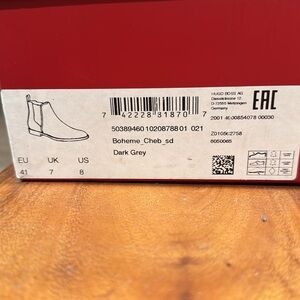 7 42228 31870 7
50389460 10208788 01 021
Boheme_Cheb_sd
Dark Grey
EU UK US
41 7 8
HUGO BOSS AG
Dieselstrasse 12
D-72555 Metzingen
Germany
EAC